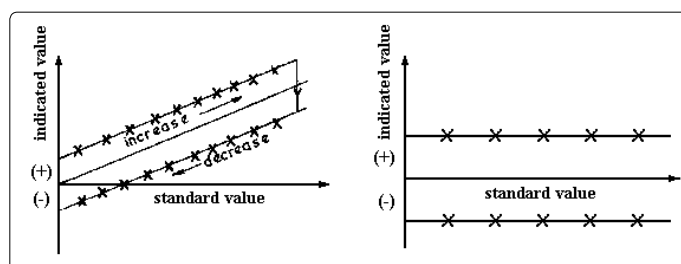 indicated value
increase
decrease
(+)
(-)
standard value
indicated value
(+)
standard value
(-)